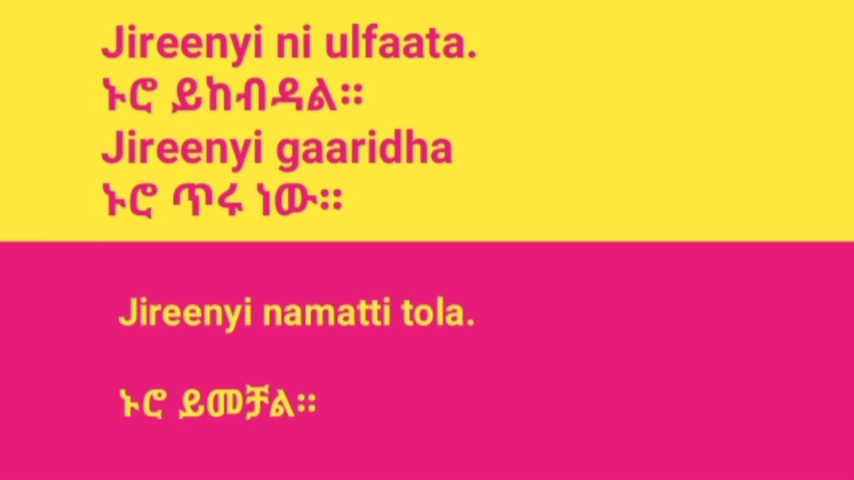 Jireenyi ni ulfaata.
ኑሮ ይከብዳል።
Jireenyi gaaridha
ኑሮ ጥሩ ነው።
Jireenyi namatti tola.
ኑሮ ይመቻል።